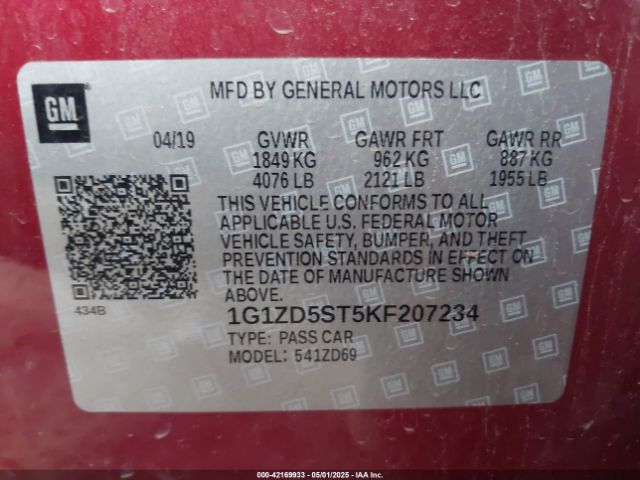 GM
MFD BY GENERAL MOTORS LLC
04/19 GVWR GAWR FRT GAWR RR
1849 KG 962 KG 887 KG
4076 LB 2121 LB 1955 LB
THIS VEHICLE CONFORMS TO ALL
APPLICABLE U.S. FEDERAL MOTOR
VEHICLE SAFETY, BUMPER, AND THEFT
PREVENTION STANDARDS IN EFFECT ON
THE DATE OF MANUFACTURE SHOWN
ABOVE.
434B
1G1ZD5ST5KF207234
TYPE: PASS CAR
MODEL: 541ZD69
000-42169933 - 05/01/2025 - IAA Inc.